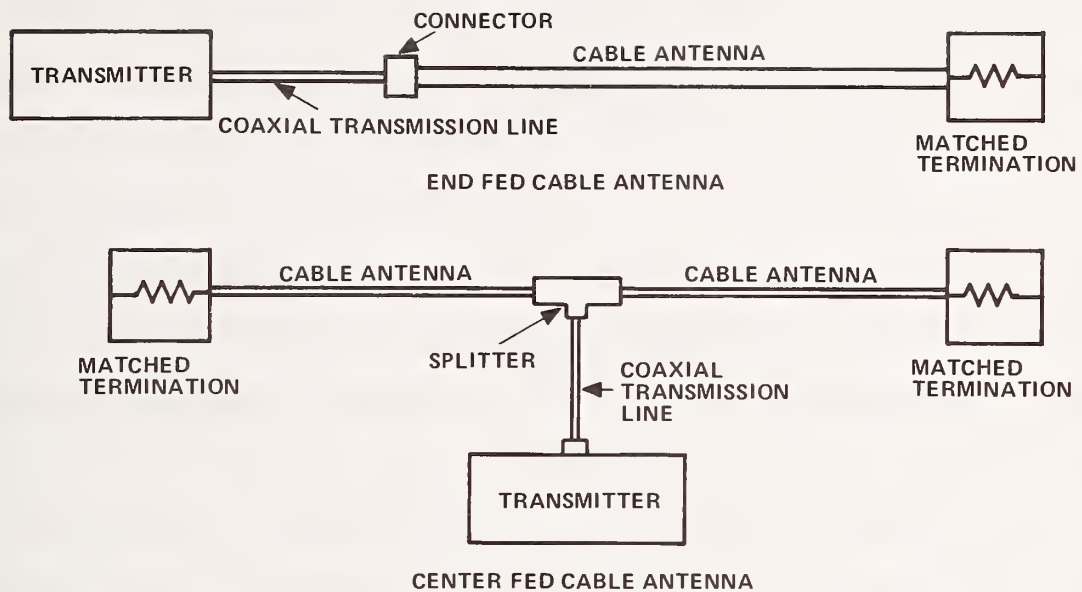 CONNECTOR
TRANSMITTER
CABLE ANTENNA
COAXIAL TRANSMISSION LINE
MATCHED
TERMINATION
END FED CABLE ANTENNA
CABLE ANTENNA
CABLE ANTENNA
SPLITTER
MATCHED
TERMINATION
COAXIAL
TRANSMISSION
LINE
MATCHED
TERMINATION
TRANSMITTER
CENTER FED CABLE ANTENNA